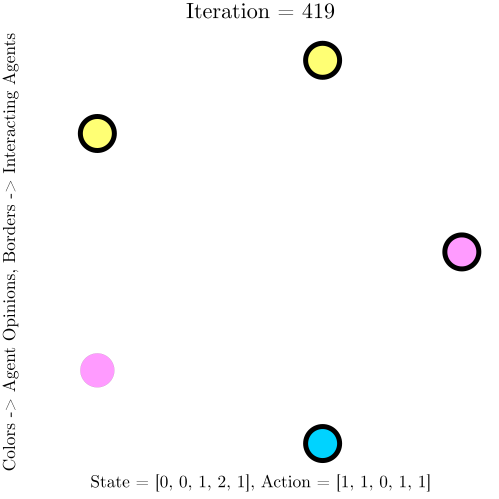 Iteration = 419
Colors -> Agent Opinions, Borders -> Interacting Agents
State = [0, 0, 1, 2, 1], Action = [1, 1, 0, 1, 1]